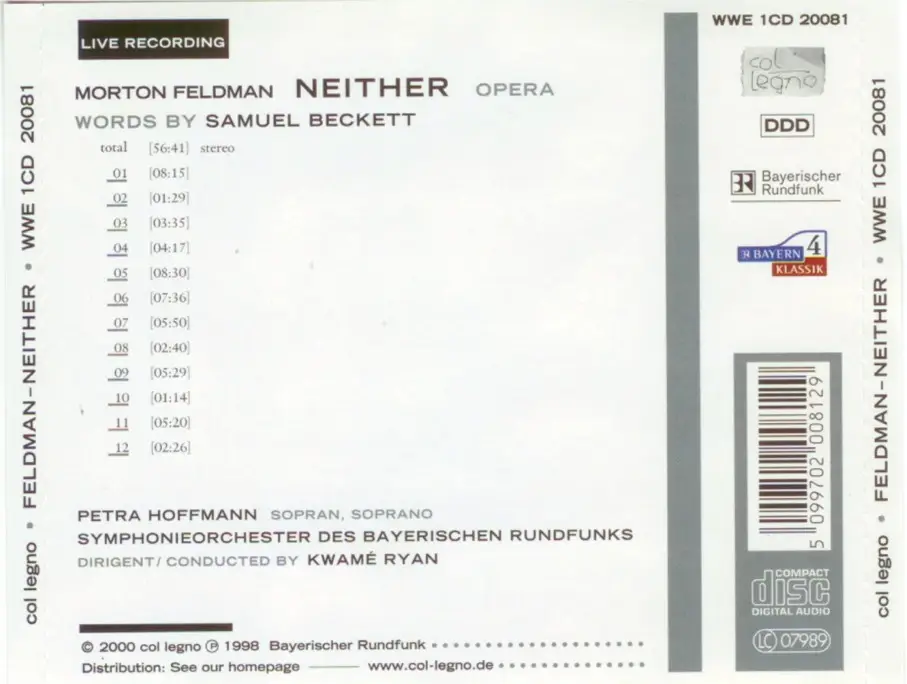 LIVE RECORDING
MORTON FELDMAN NEITHER OPERA
WORDS BY SAMUEL BECKETT
total [56:41] stereo
01 [08:15]
02 [01:29]
03 [03:35]
04 [04:17]
05 [08:30]
06 [07:36]
07 [05:50]
08 [02:40]
09 [05:29]
10 [01:14]
11 [05:20]
12 [02:26]
PETRA HOFFMANN SOPRAN, SOPRANO
SYMPHONIEORCHESTER DES BAYERISCHEN RUNDFUNKS
DIRIGENT/CONDUCTED BY KWAMÉ RYAN
© 2000 col legno ℗ 1998 Bayerischer Rundfunk
Distribution: See our homepage —— www.col-legno.de
WWE 1CD 20081
col
legno
DDD
Bayerischer
Rundfunk
BAYERN 4
KLASSIK
5 099702 008129
COMPACT
disc
DIGITAL AUDIO
LC 07989
col legno • FELDMAN–NEITHER • WWE 1CD 20081
col legno • FELDMAN–NEITHER • WWE 1CD 20081